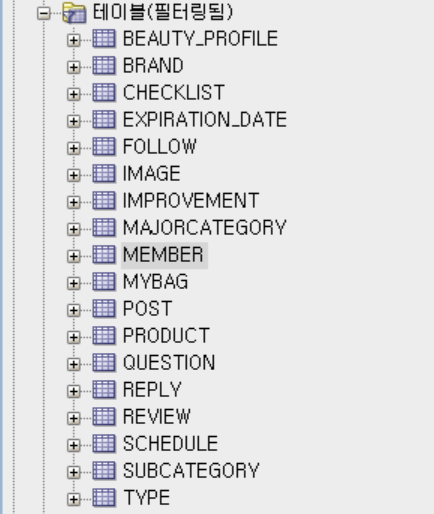 테이블(필터링됨)
BEAUTY_PROFILE
BRAND
CHECKLIST
EXPIRATION_DATE
FOLLOW
IMAGE
IMPROVEMENT
MAJORCATEGORY
MEMBER
MYBAG
POST
PRODUCT
QUESTION
REPLY
REVIEW
SCHEDULE
SUBCATEGORY
TYPE